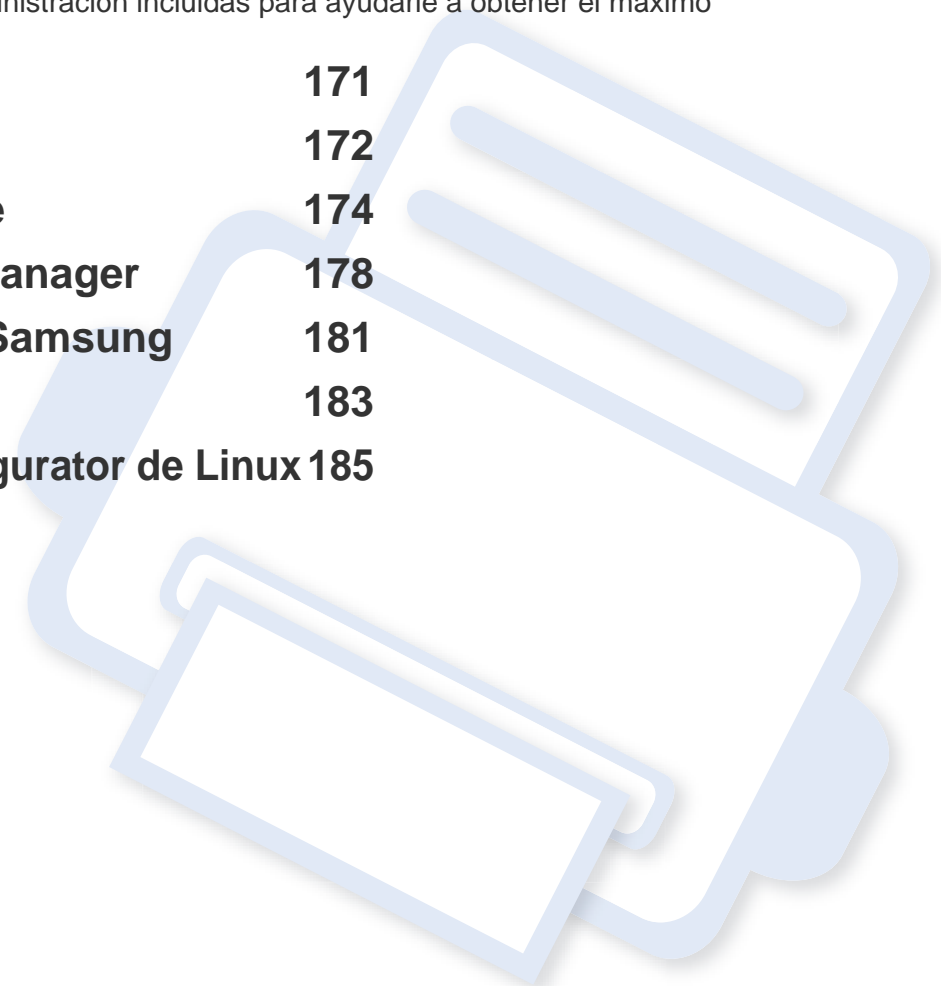 nistración incluidas para ayudarle a obtener el máximo
171
172
e 174
anager 178
Samsung 181
183
gurator de Linux 185